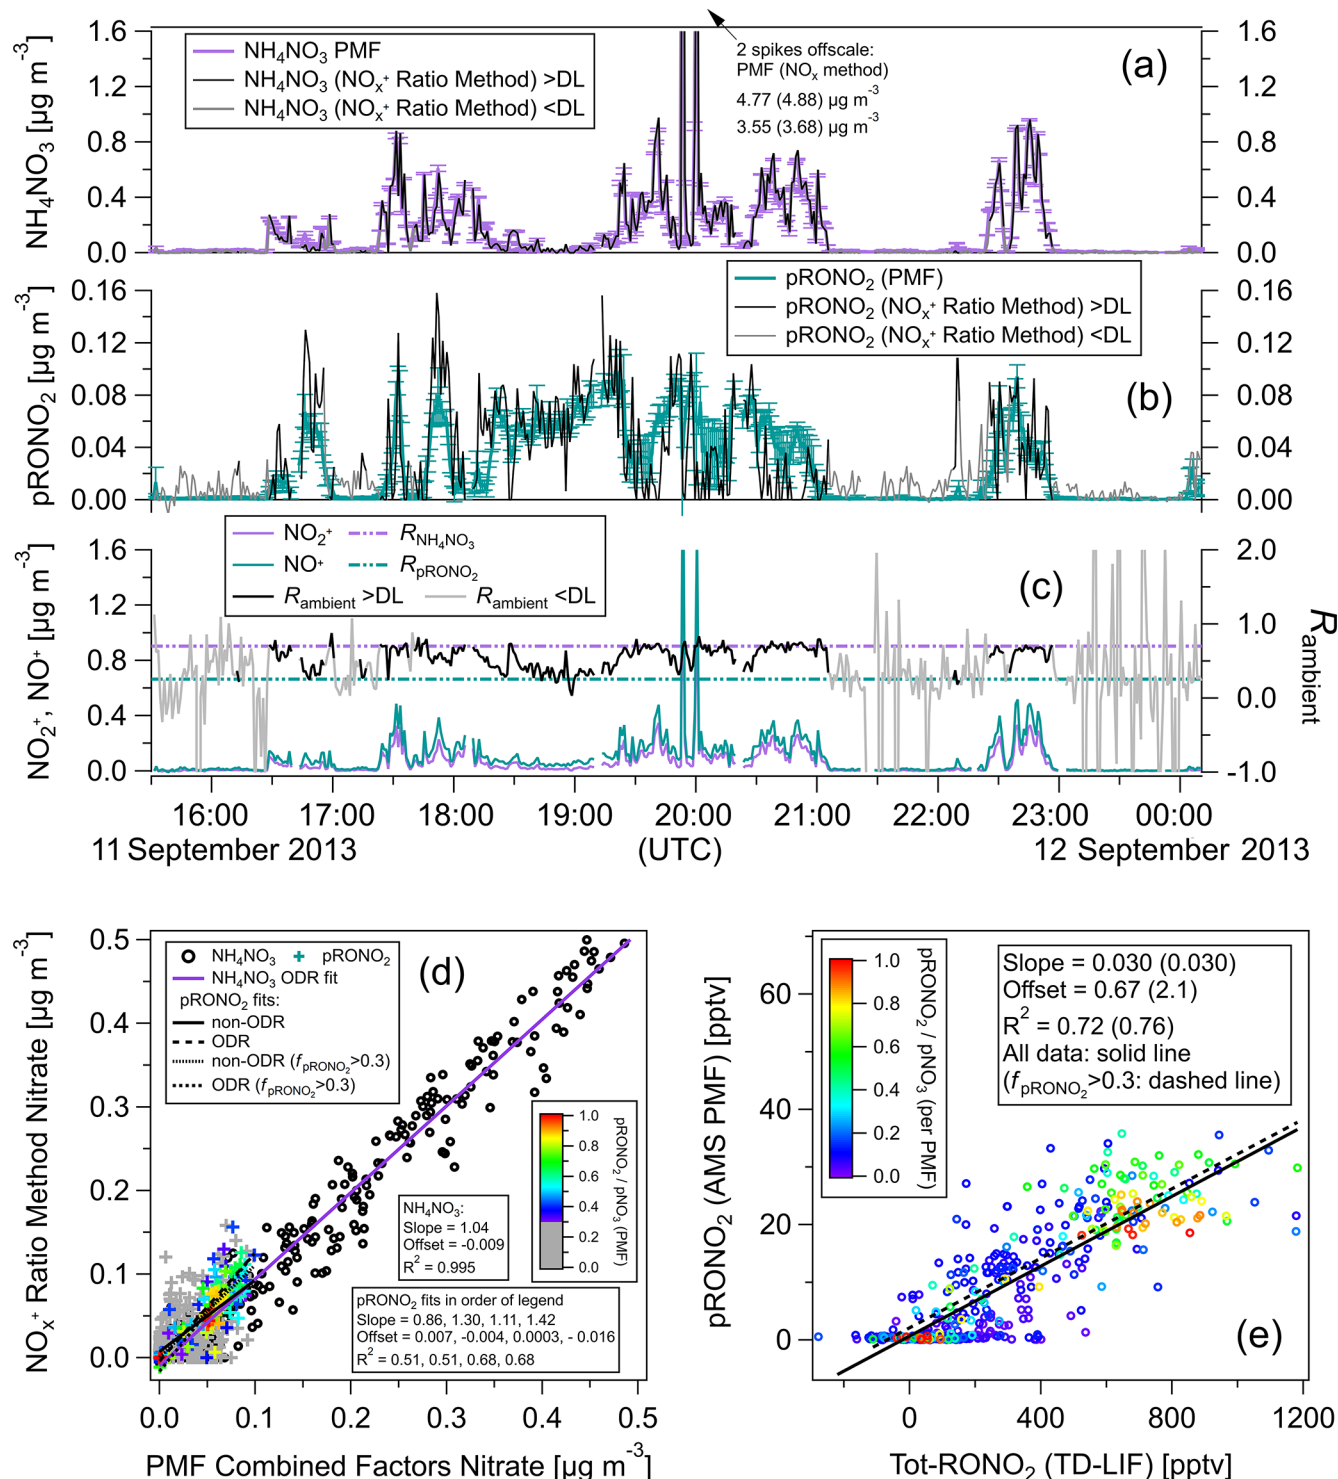 1.6
1.2
0.8
0.4
0.0
NH4NO3 [µg m-3]
NH4NO3 PMF
NH4NO3 (NOx+ Ratio Method) >DL
NH4NO3 (NOx+ Ratio Method) <DL
2 spikes offscale:
PMF (NOx method)
4.77 (4.88) µg m-3
3.55 (3.68) µg m-3
(a)
1.6
1.2
0.8
0.4
0.0
0.16
0.12
0.08
0.04
0.00
pRONO2 [µg m-3]
pRONO2 (PMF)
pRONO2 (NOx+ Ratio Method) >DL
pRONO2 (NOx+ Ratio Method) <DL
(b)
0.16
0.12
0.08
0.04
0.00
1.6
1.2
0.8
0.4
0.0
NO2+, NO+ [µg m-3]
NO2+ RNH4NO3
NO+ RpRONO2
Rambient >DL Rambient <DL
(c)
2.0
1.0
0.0
-1.0
Rambient
16:00 17:00 18:00 19:00 20:00 21:00 22:00 23:00 00:00
11 September 2013 (UTC) 12 September 2013
0.5
0.4
0.3
0.2
0.1
0.0
NOx+ Ratio Method Nitrate [µg m-3]
NH4NO3 pRONO2
NH4NO3 ODR fit
pRONO2 fits:
non-ODR
ODR
non-ODR (fpRONO2>0.3)
ODR (fpRONO2>0.3)
(d)
1.0
0.8
0.6
0.4
0.2
0.0
pRONO2 / pNO3 (PMF)
NH4NO3:
Slope = 1.04
Offset = -0.009
R2 = 0.995
pRONO2 fits in order of legend
Slope = 0.86, 1.30, 1.11, 1.42
Offset = 0.007, -0.004, 0.0003, - 0.016
R2 = 0.51, 0.51, 0.68, 0.68
0.0 0.1 0.2 0.3 0.4 0.5
PMF Combined Factors Nitrate [µg m-3]
60
40
20
0
pRONO2 (AMS PMF) [pptv]
1.0
0.8
0.6
0.4
0.2
0.0
pRONO2 / pNO3 (per PMF)
Slope = 0.030 (0.030)
Offset = 0.67 (2.1)
R2 = 0.72 (0.76)
All data: solid line
(fpRONO2>0.3: dashed line)
(e)
0 400 800 1200
Tot-RONO2 (TD-LIF) [pptv]